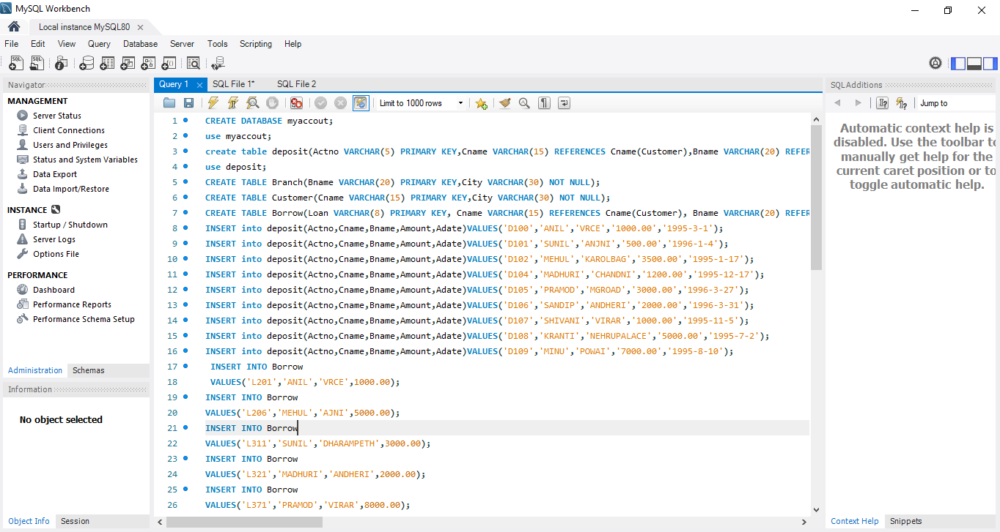 MySQL Workbench
Local instance MySQL80
File Edit View Query Database Server Tools Scripting Help
Navigator
MANAGEMENT
Server Status
Client Connections
Users and Privileges
Status and System Variables
Data Export
Data Import/Restore
INSTANCE
Startup / Shutdown
Server Logs
Options File
PERFORMANCE
Dashboard
Performance Reports
Performance Schema Setup
Administration Schemas
Information
No object selected
Object Info Session
Query 1 SQL File 1* SQL File 2
Limit to 1000 rows
1 CREATE DATABASE myaccout;
2 use myaccout;
3 create table deposit(Actno VARCHAR(5) PRIMARY KEY,Cname VARCHAR(15) REFERENCES Cname(Customer),Bname VARCHAR(20) REFER
4 use deposit;
5 CREATE TABLE Branch(Bname VARCHAR(20) PRIMARY KEY,City VARCHAR(30) NOT NULL);
6 CREATE TABLE Customer(Cname VARCHAR(15) PRIMARY KEY,City VARCHAR(30) NOT NULL);
7 CREATE TABLE Borrow(Loan VARCHAR(8) PRIMARY KEY, Cname VARCHAR(15) REFERENCES Cname(Customer), Bname VARCHAR(20) REFER
8 INSERT into deposit(Actno,Cname,Bname,Amount,Adate)VALUES('D100','ANIL','VRCE','1000.00','1995-3-1');
9 INSERT into deposit(Actno,Cname,Bname,Amount,Adate)VALUES('D101','SUNIL','ANJNI','500.00','1996-1-4');
10 INSERT into deposit(Actno,Cname,Bname,Amount,Adate)VALUES('D102','MEHUL','KAROLBAG','3500.00','1995-1-17');
11 INSERT into deposit(Actno,Cname,Bname,Amount,Adate)VALUES('D104','MADHURI','CHANDNI','1200.00','1995-12-17');
12 INSERT into deposit(Actno,Cname,Bname,Amount,Adate)VALUES('D105','PRAMOD','MGROAD','3000.00','1996-3-27');
13 INSERT into deposit(Actno,Cname,Bname,Amount,Adate)VALUES('D106','SANDIP','ANDHERI','2000.00','1996-3-31');
14 INSERT into deposit(Actno,Cname,Bname,Amount,Adate)VALUES('D107','SHIVANI','VIRAR','1000.00','1995-11-5');
15 INSERT into deposit(Actno,Cname,Bname,Amount,Adate)VALUES('D108','KRANTI','NEHRUPALACE','5000.00','1995-7-2');
16 INSERT into deposit(Actno,Cname,Bname,Amount,Adate)VALUES('D109','MINU','POWAI','7000.00','1995-8-10');
17 INSERT INTO Borrow
18 VALUES('L201','ANIL','VRCE',1000.00);
19 INSERT INTO Borrow
20 VALUES('L206','MEHUL','AJNI',5000.00);
21 INSERT INTO Borrow
22 VALUES('L311','SUNIL','DHARAMPETH',3000.00);
23 INSERT INTO Borrow
24 VALUES('L321','MADHURI','ANDHERI',2000.00);
25 INSERT INTO Borrow
26 VALUES('L371','PRAMOD','VIRAR',8000.00);
SQLAdditions
Jump to
Automatic context help is
disabled. Use the toolbar to
manually get help for the
current caret position or to
toggle automatic help.
Context Help Snippets